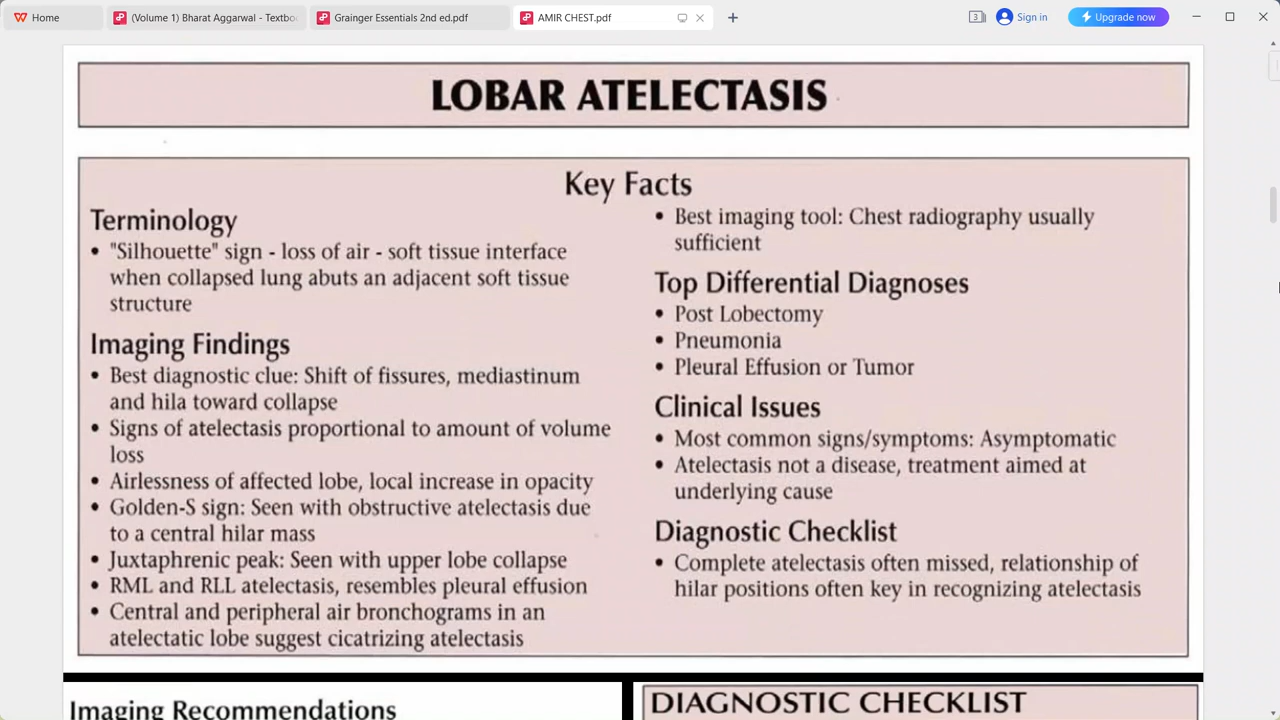 Home
(Volume 1) Bharat Aggarwal - Textbo
Grainger Essentials 2nd ed.pdf
AMIR CHEST.pdf
3
Sign in
Upgrade now
LOBAR ATELECTASIS
Key Facts
Terminology
• "Silhouette" sign - loss of air - soft tissue interface
when collapsed lung abuts an adjacent soft tissue
structure
Imaging Findings
• Best diagnostic clue: Shift of fissures, mediastinum
and hila toward collapse
• Signs of atelectasis proportional to amount of volume
loss
• Airlessness of affected lobe, local increase in opacity
• Golden-S sign: Seen with obstructive atelectasis due
to a central hilar mass
• Juxtaphrenic peak: Seen with upper lobe collapse
• RML and RLL atelectasis, resembles pleural effusion
• Central and peripheral air bronchograms in an
atelectatic lobe suggest cicatrizing atelectasis
• Best imaging tool: Chest radiography usually
sufficient
Top Differential Diagnoses
• Post Lobectomy
• Pneumonia
• Pleural Effusion or Tumor
Clinical Issues
• Most common signs/symptoms: Asymptomatic
• Atelectasis not a disease, treatment aimed at
underlying cause
Diagnostic Checklist
• Complete atelectasis often missed, relationship of
hilar positions often key in recognizing atelectasis
Imaging Recommendations
DIAGNOSTIC CHECKLIST